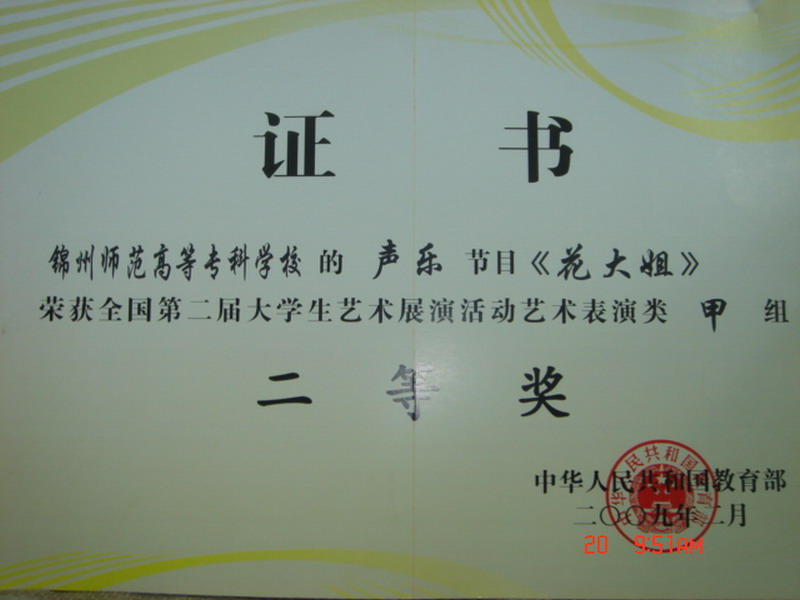 证 书
锦州师范高等专科学校 的 声乐 节目《花大姐》
荣获全国第二届大学生艺术展演活动艺术表演类 甲 组
二 等 奖
中华人民共和国教育部
二〇〇九年二月
20 9:51AM